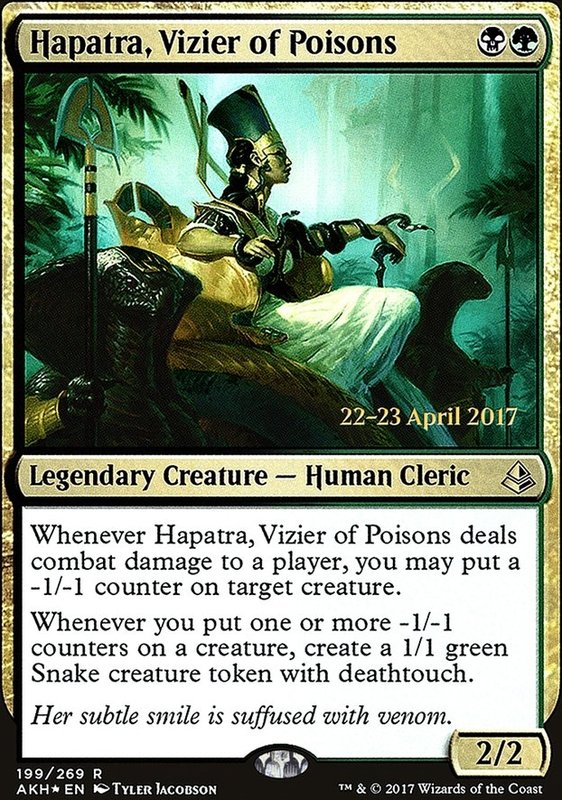 Hapatra, Vizier of Poisons
22–23 April 2017
Legendary Creature — Human Cleric
Whenever Hapatra, Vizier of Poisons deals
combat damage to a player, you may put a
-1/-1 counter on target creature.
Whenever you put one or more -1/-1
counters on a creature, create a 1/1 green
Snake creature token with deathtouch.
Her subtle smile is suffused with venom.
2/2
199/269 R
AKH★EN Tyler Jacobson
™ & © 2017 Wizards of the Coast